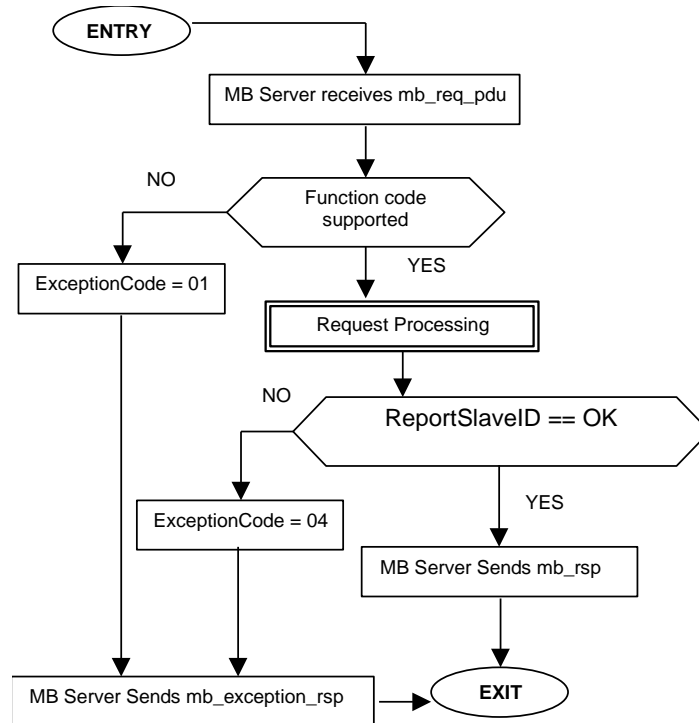 ENTRY
MB Server receives mb_req_pdu
NO
Function code
supported
YES
ExceptionCode = 01
Request Processing
NO
ReportSlaveID == OK
YES
ExceptionCode = 04
MB Server Sends mb_rsp
MB Server Sends mb_exception_rsp
EXIT